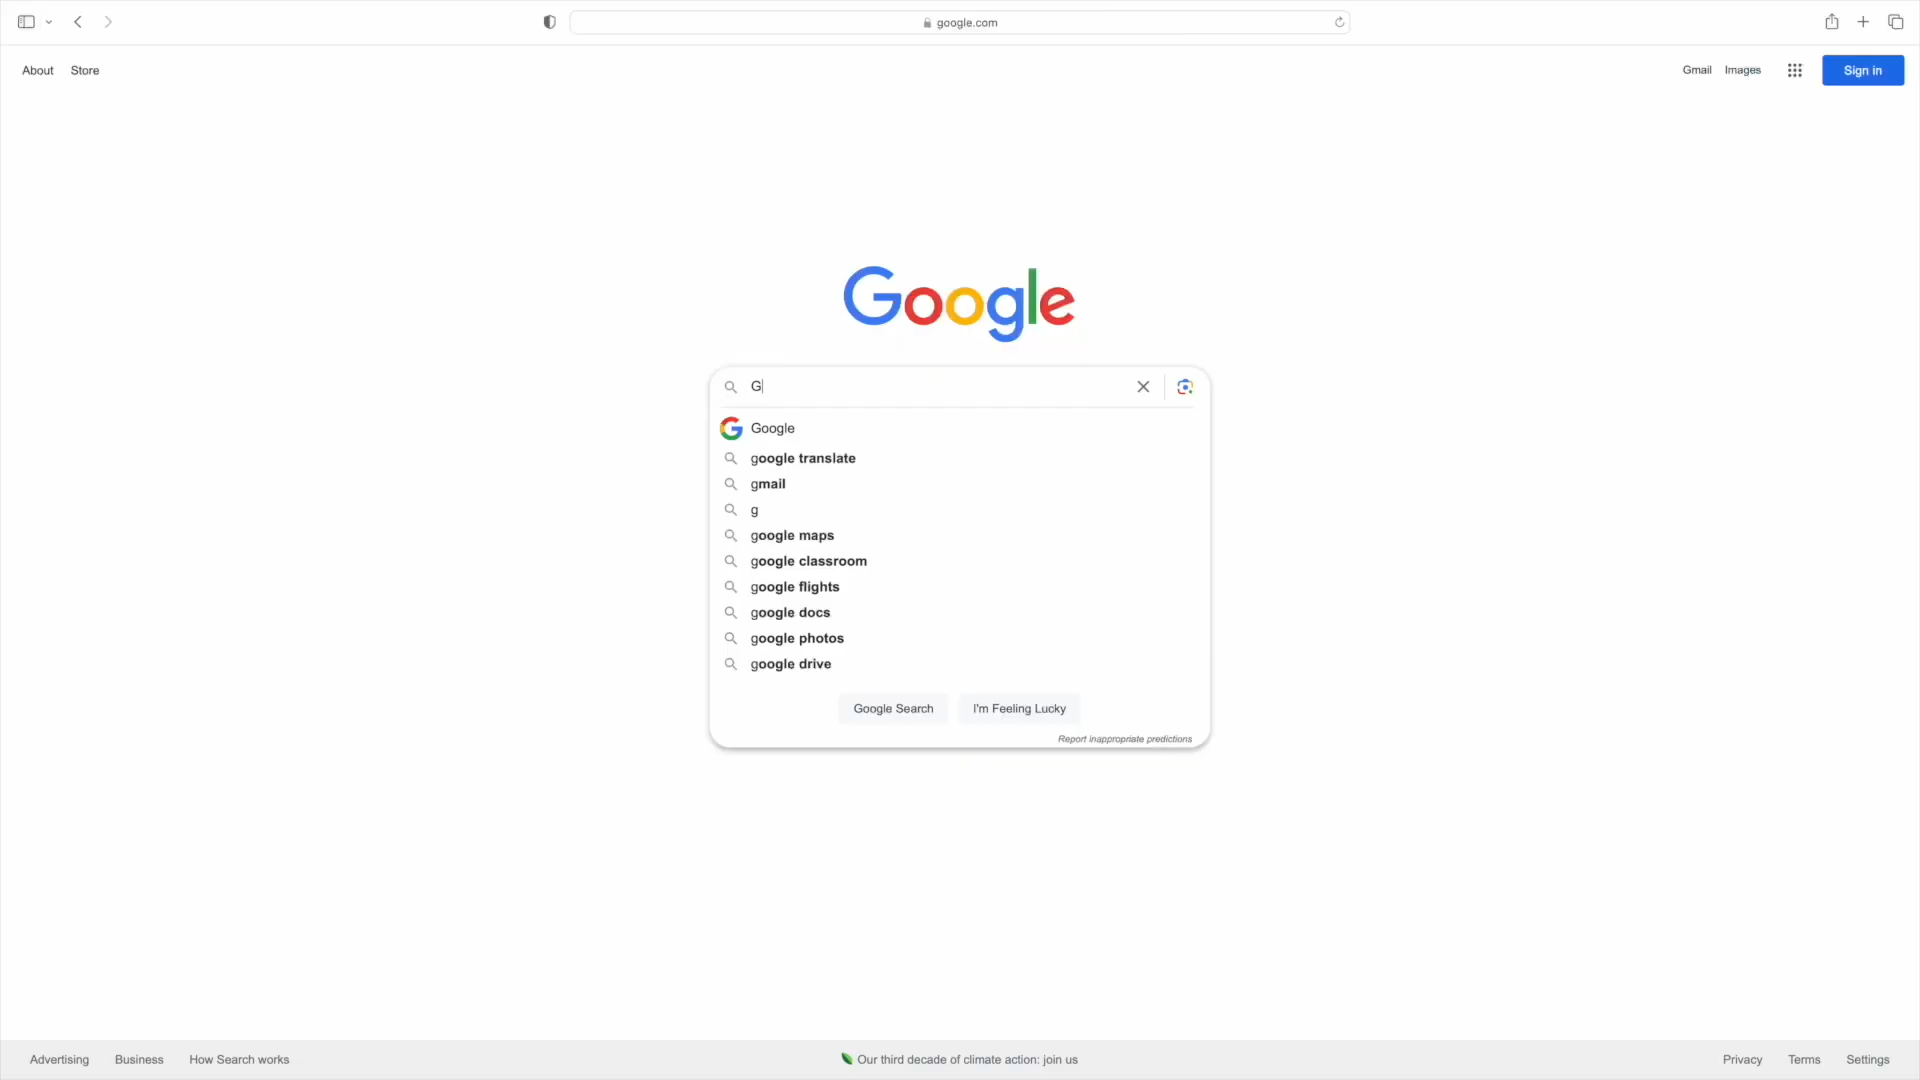 google.com
About Store Gmail Images Sign in
Google
G
Google
google translate
gmail
g
google maps
google classroom
google flights
google docs
google photos
google drive
Google Search I'm Feeling Lucky
Report inappropriate predictions
Advertising Business How Search works Our third decade of climate action: join us Privacy Terms Settings